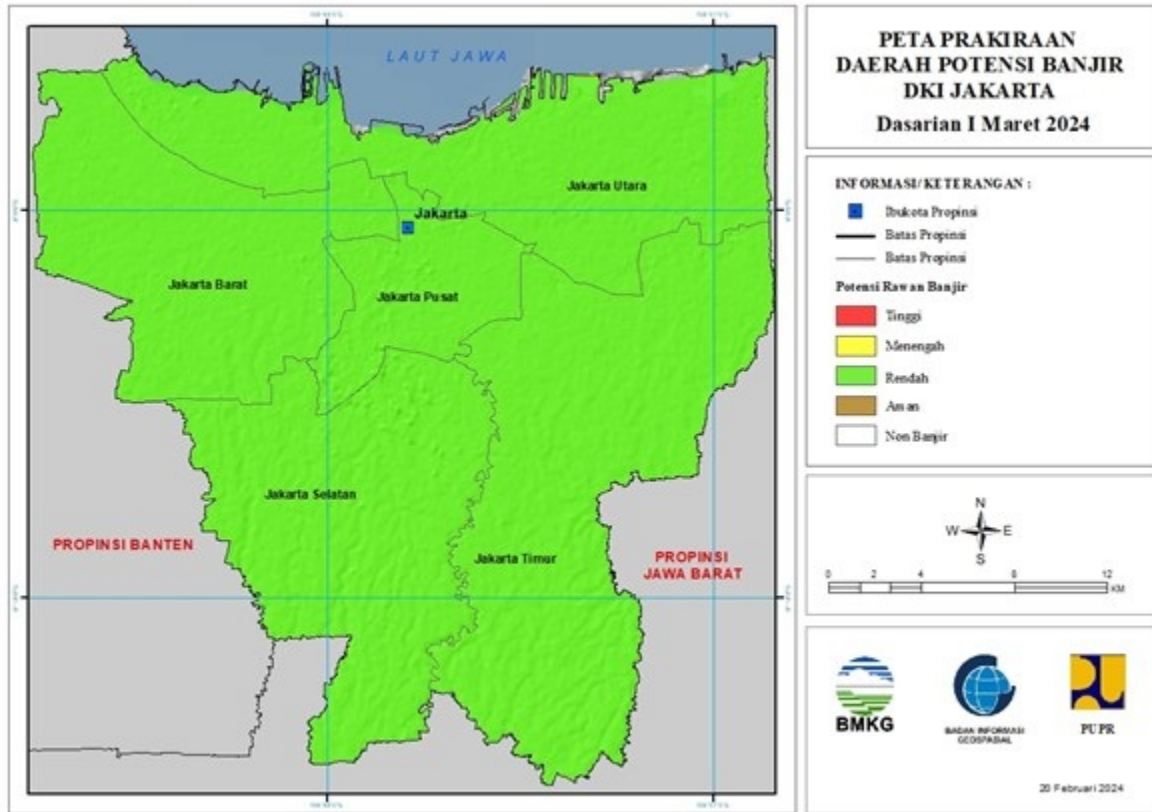 LAUT JAWA
Jakarta Utara
Jakarta
Jakarta Barat
Jakarta Pusat
Jakarta Selatan
PROPINSI BANTEN
Jakarta Timur
PROPINSI
JAWA BARAT
PETA PRAKIRAAN
DAERAH POTENSI BANJIR
DKI JAKARTA
Dasarian I Maret 2024
INFORMASI/KETERANGAN :
Ibukota Propinsi
Batas Propinsi
Batas Propinsi
Potensi Rawan Banjir
Tinggi
Menengah
Rendah
Aman
Non Banjir
N
W E
S
0 2 4 8 12
KM
BMKG
BADAN INFORMASI
GEOSPASIAL
PUPR
20 Februari 2024